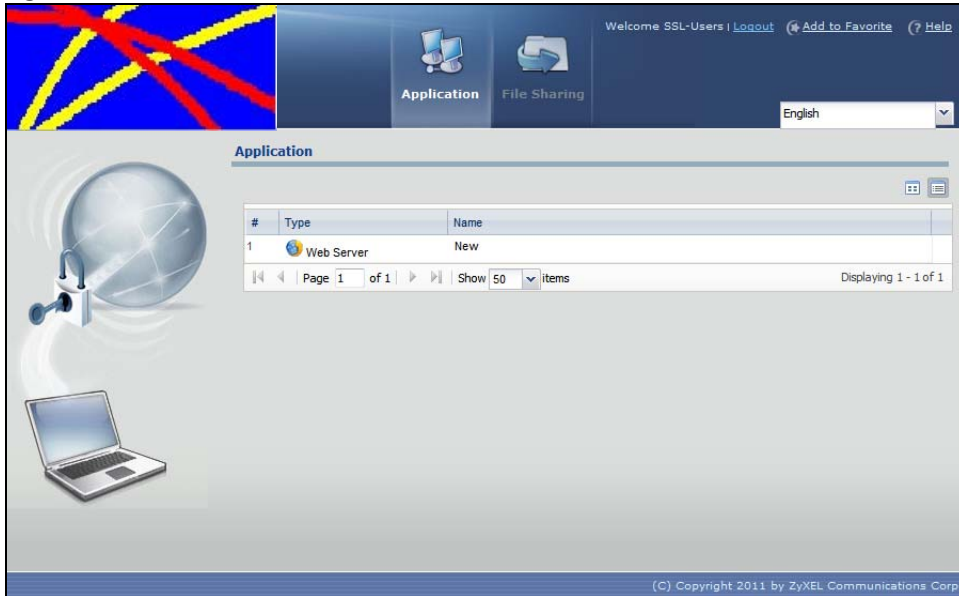 Welcome SSL-Users | Logout Add to Favorite ? Help
Application File Sharing
English
Application
# Type Name
1 Web Server New
Page 1 of 1 Show 50 items Displaying 1 - 1 of 1
(C) Copyright 2011 by ZyXEL Communications Corp